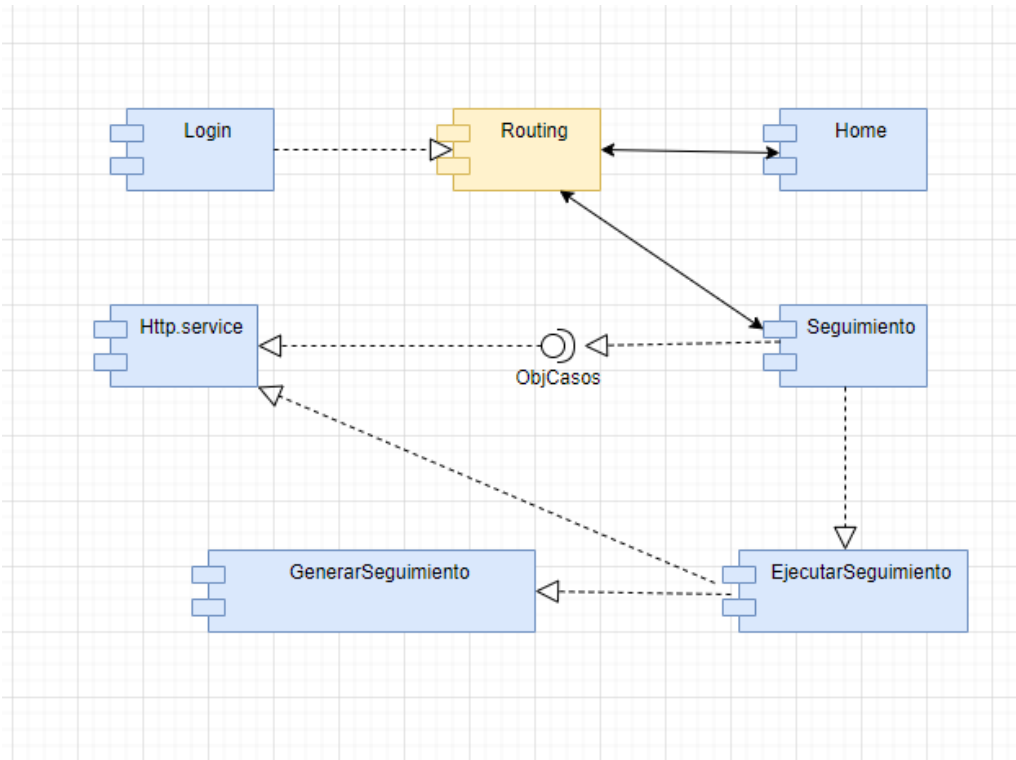 Login
Routing
Home
Http.service
ObjCasos
Seguimiento
GenerarSeguimiento
EjecutarSeguimiento